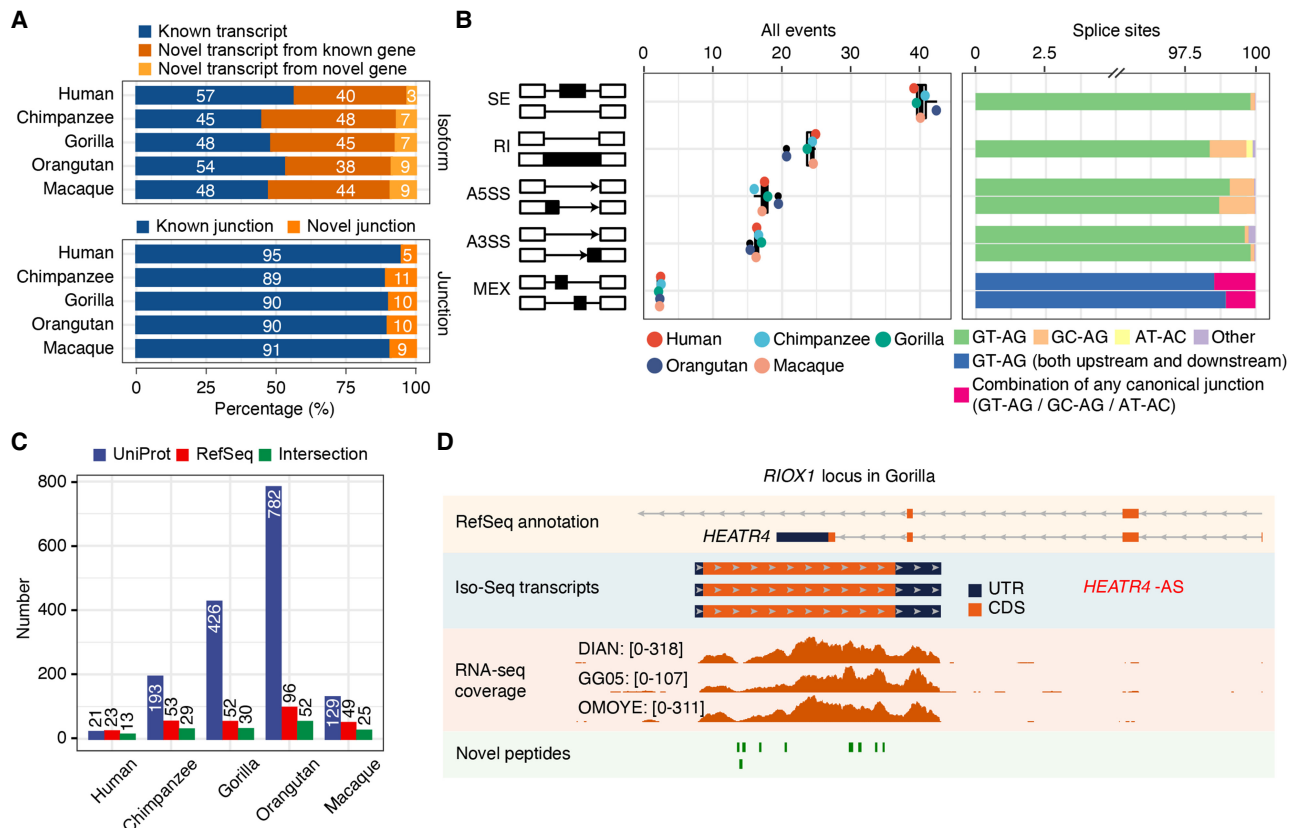 A
Known transcript
Novel transcript from known gene
Novel transcript from novel gene
Human 57 40 3
Chimpanzee 45 48 7
Gorilla 48 45 7
Orangutan 54 38 9
Macaque 48 44 9
Isoform
Known junction Novel junction
Human 95 5
Chimpanzee 89 11
Gorilla 90 10
Orangutan 90 10
Macaque 91 9
Junction
0 25 50 75 100
Percentage (%)
B
All events Splice sites
0 10 20 30 40 0 2.5 97.5 100
SE
RI
A5SS
A3SS
MEX
Human Chimpanzee Gorilla
Orangutan Macaque
GT-AG GC-AG AT-AC Other
GT-AG (both upstream and downstream)
Combination of any canonical junction
(GT-AG / GC-AG / AT-AC)
C
UniProt RefSeq Intersection
Number
800
600
400
200
0
21 23 13
193 53 29
426 52 30
782 96 52
129 49 25
Human Chimpanzee Gorilla Orangutan Macaque
D
RIOX1 locus in Gorilla
RefSeq annotation
HEATR4
Iso-Seq transcripts
UTR
CDS
HEATR4 -AS
RNA-seq
coverage
DIAN: [0-318]
GG05: [0-107]
OMOYE: [0-311]
Novel peptides